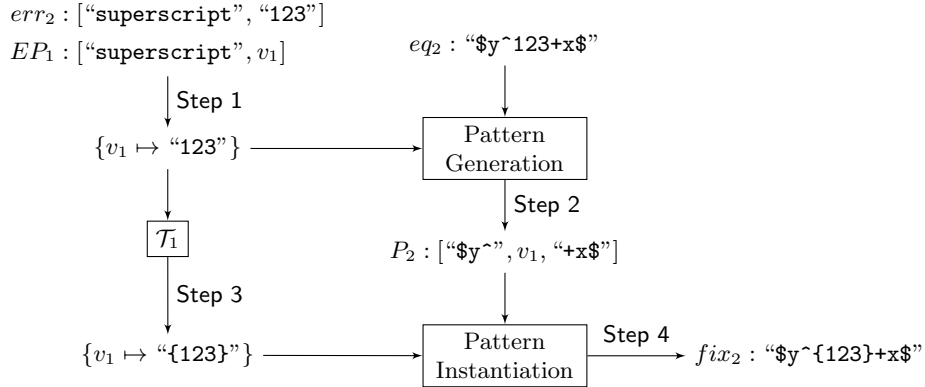 err₂ : [“superscript”, “123”]
EP₁ : [“superscript”, v₁]
eq₂ : “$y^123+x$”
Step 1
{v₁ ↦ “123”}
Pattern
Generation
Step 2
𝒯₁
P₂ : [“$y^”, v₁, “+x$”]
Step 3
{v₁ ↦ “{123}”}
Pattern
Instantiation
Step 4
fix₂ : “$y^{123}+x$”